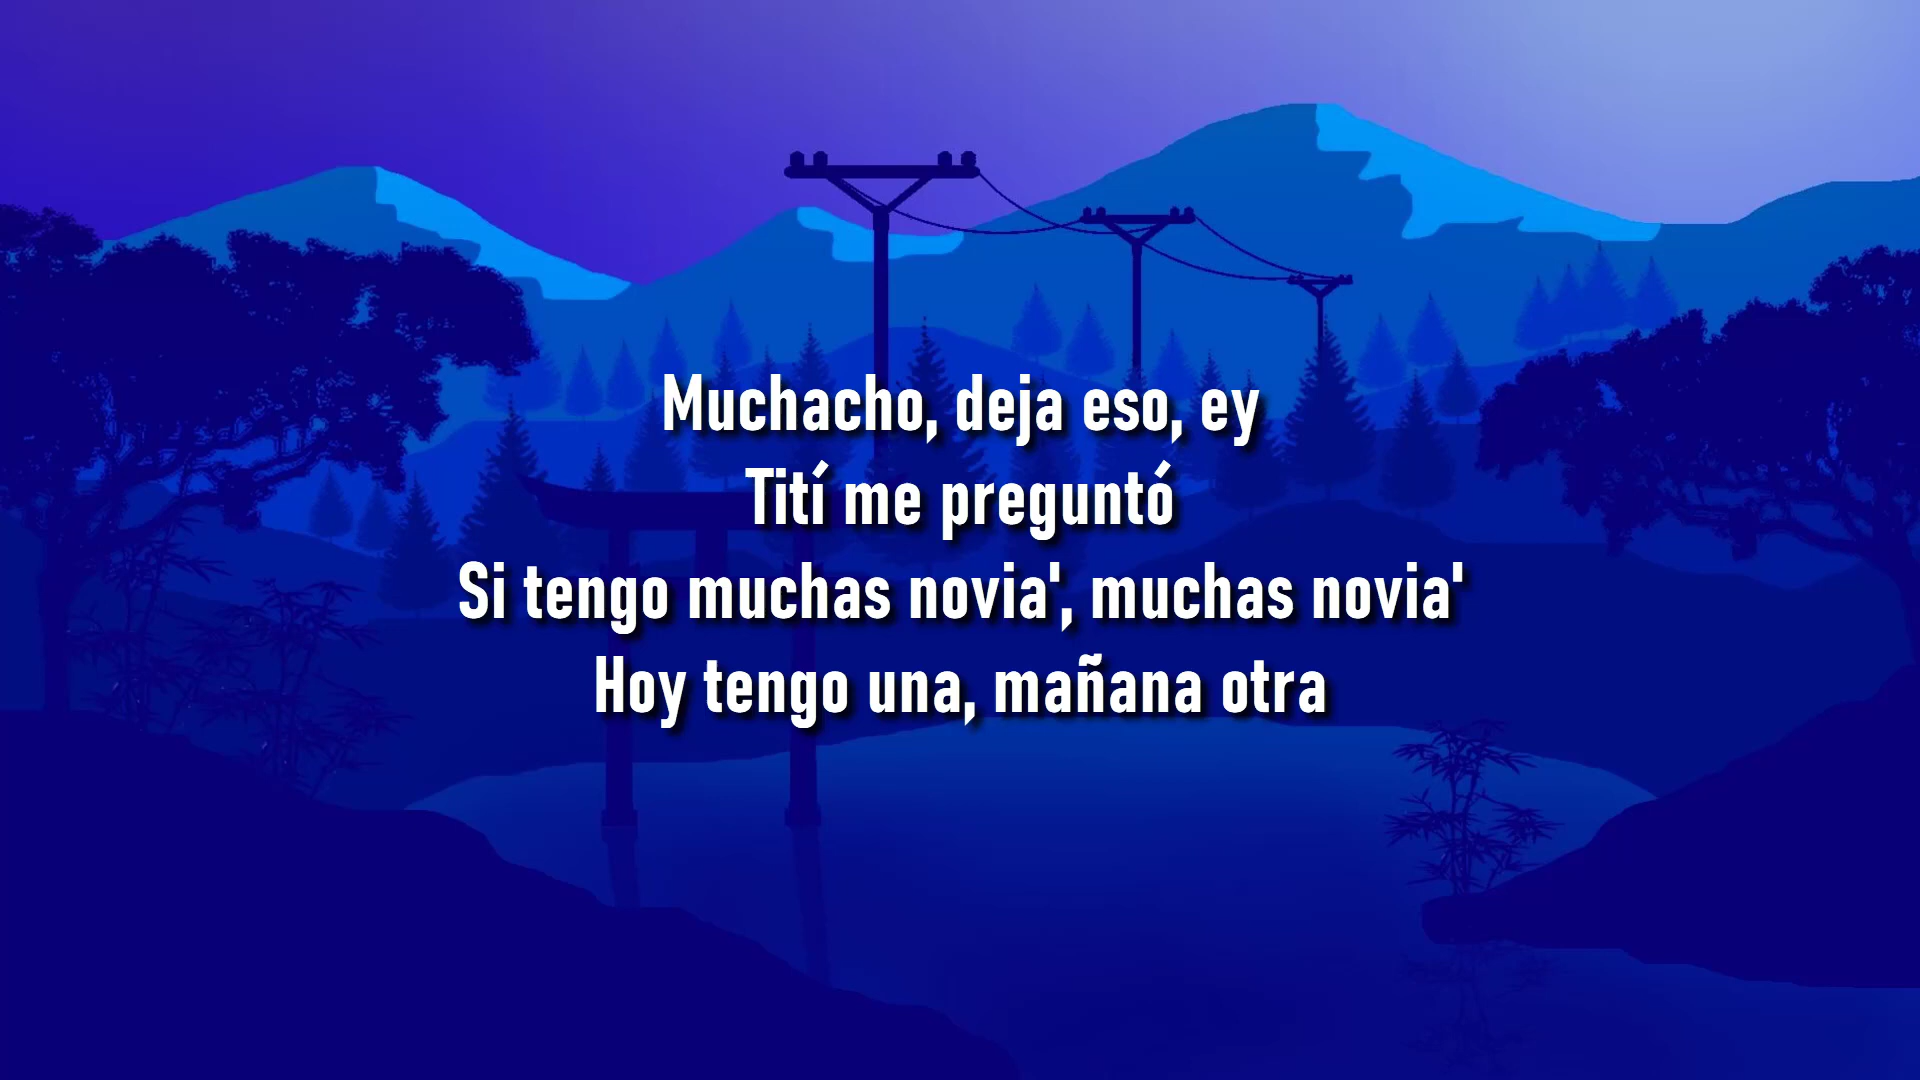 Muchacho, deja eso, ey
Tití me preguntó
Si tengo muchas novia', muchas novia'
Hoy tengo una, mañana otra